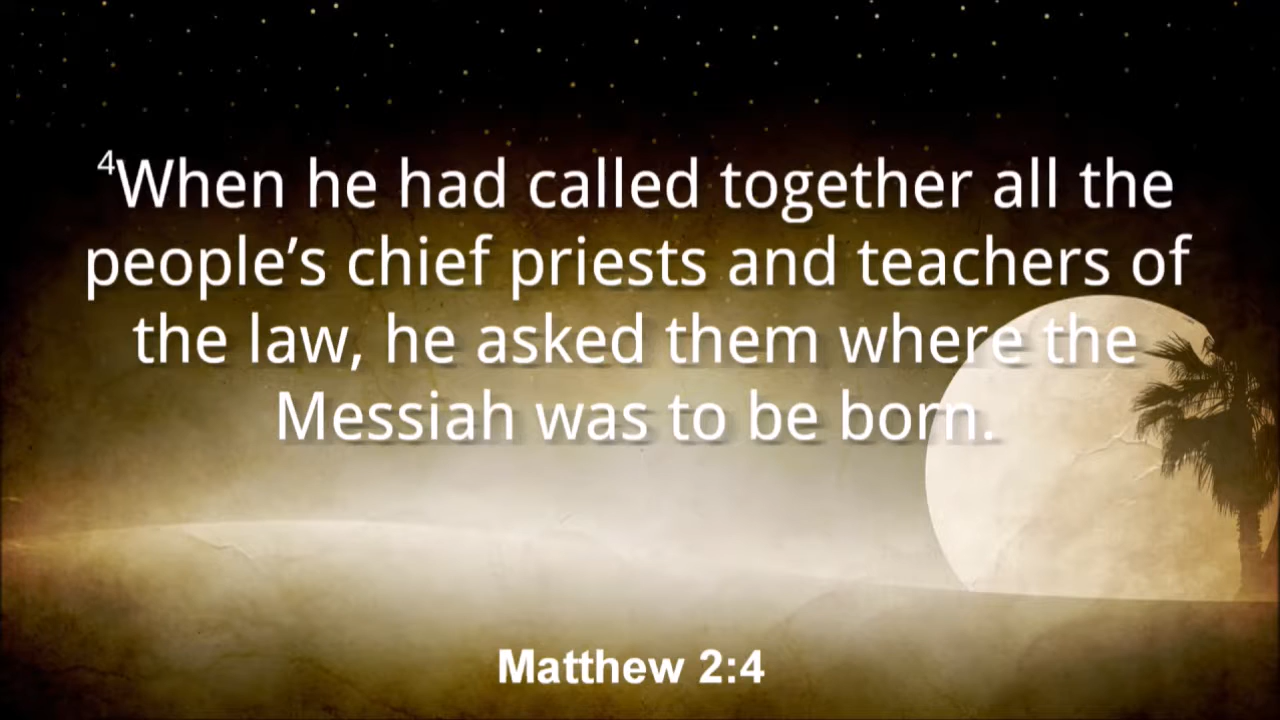 ⁴When he had called together all the
people’s chief priests and teachers of
the law, he asked them where the
Messiah was to be born.
Matthew 2:4